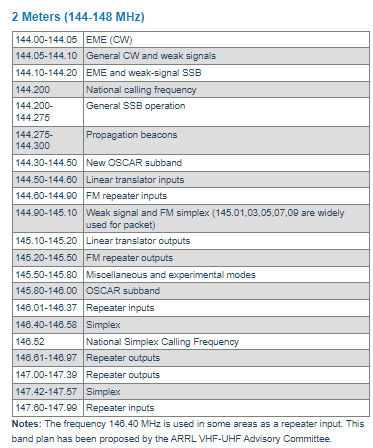 2 Meters (144-148 MHz)
144.00-144.05 EME (CW)
144.05-144.10 General CW and weak signals
144.10-144.20 EME and weak-signal SSB
144.200 National calling frequency
144.200-
144.275 General SSB operation
144.275-
144.300 Propagation beacons
144.30-144.50 New OSCAR subband
144.50-144.60 Linear translator inputs
144.60-144.90 FM repeater inputs
144.90-145.10 Weak signal and FM simplex (145.01,03,05,07,09 are widely
used for packet)
145.10-145.20 Linear translator outputs
145.20-145.50 FM repeater outputs
145.50-145.80 Miscellaneous and experimental modes
145.80-146.00 OSCAR subband
146.01-146.37 Repeater inputs
146.40-146.58 Simplex
146.52 National Simplex Calling Frequency
146.61-146.97 Repeater outputs
147.00-147.39 Repeater outputs
147.42-147.57 Simplex
147.60-147.99 Repeater inputs
Notes: The frequency 146.40 MHz is used in some areas as a repeater input. This
band plan has been proposed by the ARRL VHF-UHF Advisory Committee.